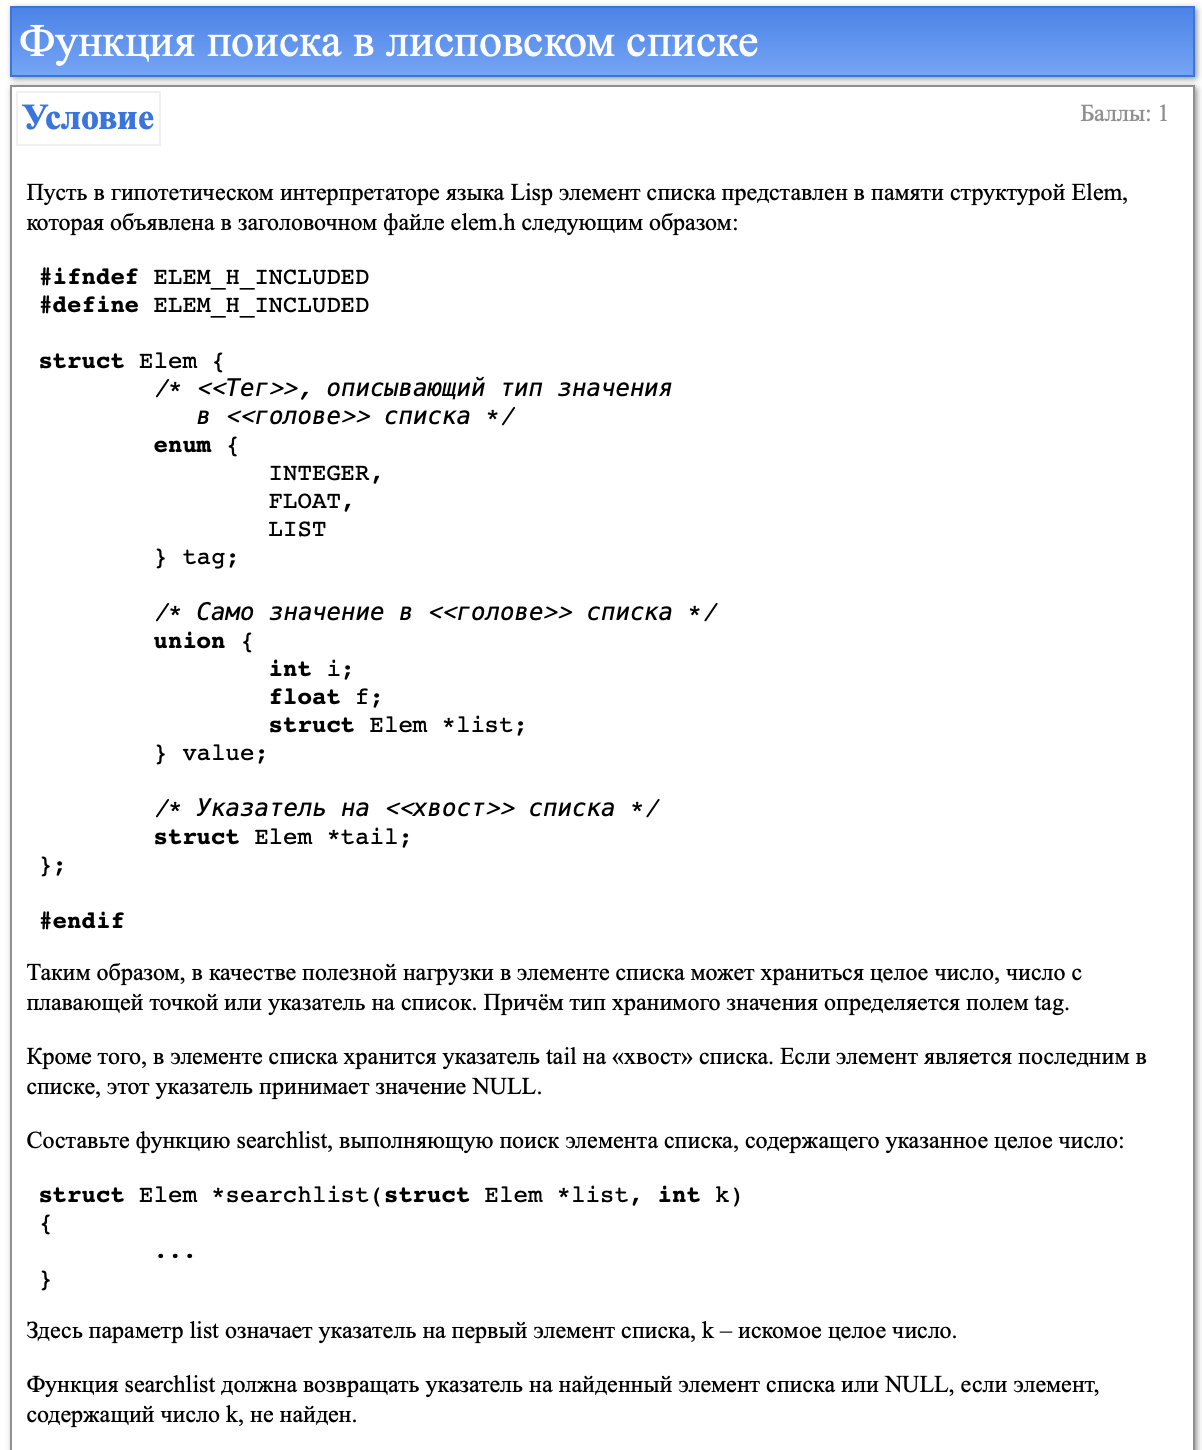 Функция поиска в лисповском списке
Условие
Баллы: 1
Пусть в гипотетическом интерпретаторе языка Lisp элемент списка представлен в памяти структурой Elem,
которая объявлена в заголовочном файле elem.h следующим образом:
#ifndef ELEM_H_INCLUDED
#define ELEM_H_INCLUDED
struct Elem {
/* <<Тег>>, описывающий тип значения
в <<голове>> списка */
enum {
INTEGER,
FLOAT,
LIST
} tag;
/* Само значение в <<голове>> списка */
union {
int i;
float f;
struct Elem *list;
} value;
/* Указатель на <<хвост>> списка */
struct Elem *tail;
};
#endif
Таким образом, в качестве полезной нагрузки в элементе списка может храниться целое число, число с
плавающей точкой или указатель на список. Причём тип хранимого значения определяется полем tag.
Кроме того, в элементе списка хранится указатель tail на «хвост» списка. Если элемент является последним в
списке, этот указатель принимает значение NULL.
Составьте функцию searchlist, выполняющую поиск элемента списка, содержащего указанное целое число:
struct Elem *searchlist(struct Elem *list, int k)
{
...
}
Здесь параметр list означает указатель на первый элемент списка, k – искомое целое число.
Функция searchlist должна возвращать указатель на найденный элемент списка или NULL, если элемент,
содержащий число k, не найден.